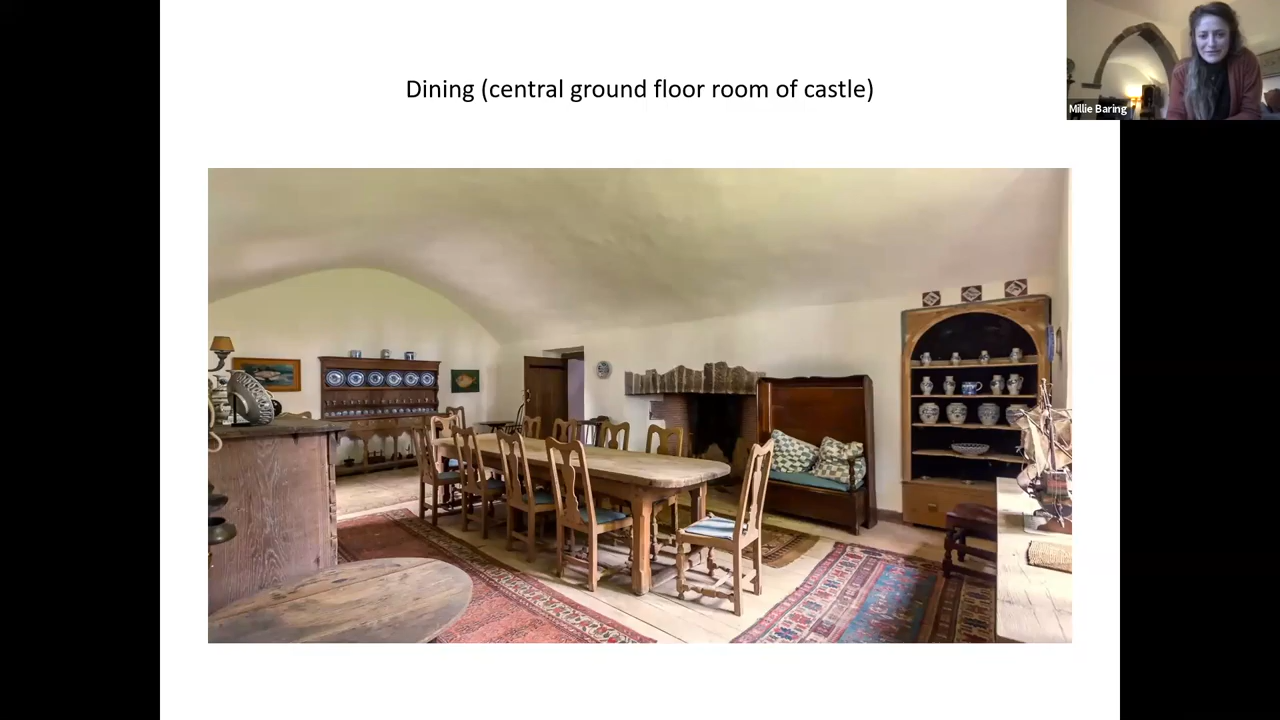 Dining (central ground floor room of castle)
Millie Baring